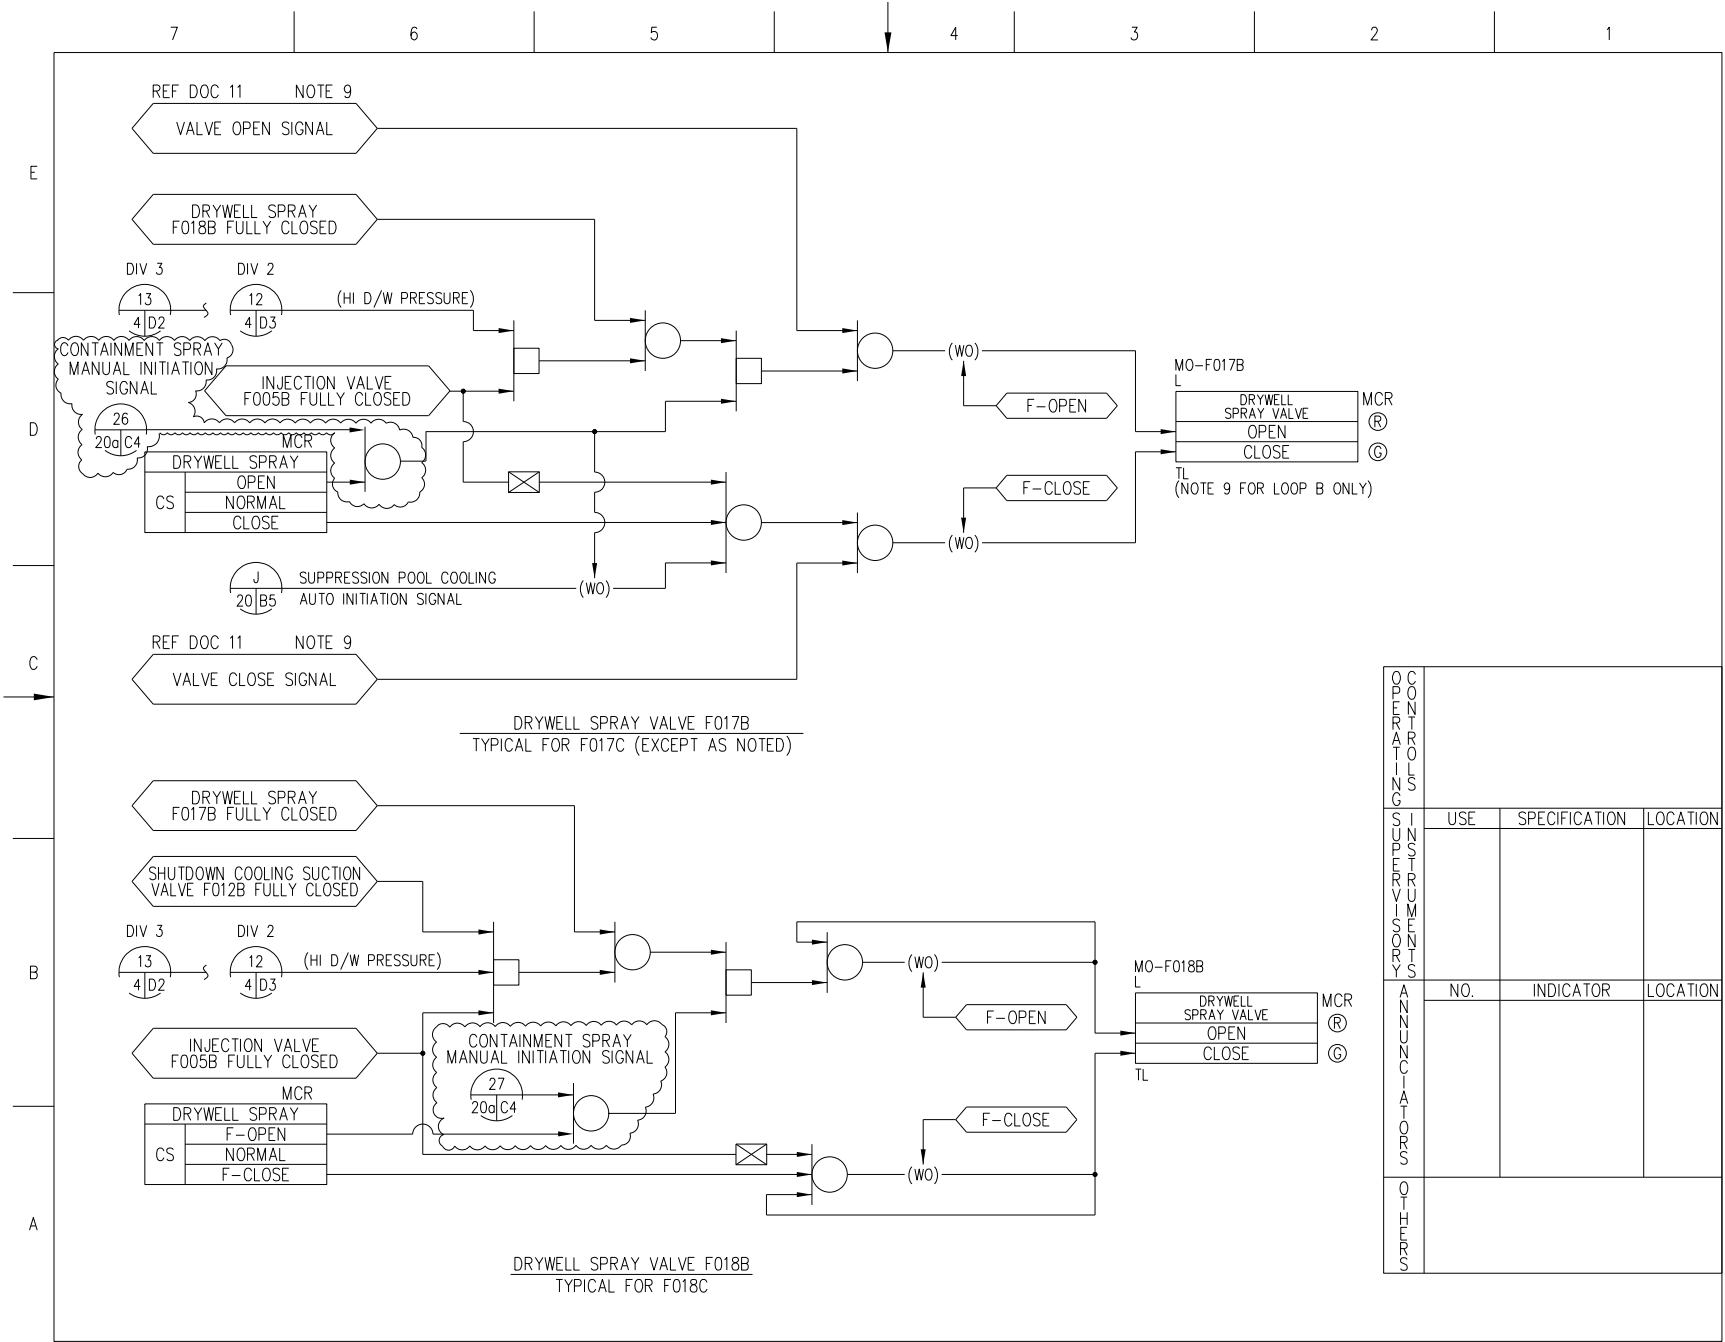 7 6 5 4 3 2 1
E
D
C
B
A
REF DOC 11 NOTE 9
VALVE OPEN SIGNAL
DRYWELL SPRAY
F018B FULLY CLOSED
DIV 3 DIV 2
13 12
4 D2 4 D3
(HI D/W PRESSURE)
CONTAINMENT SPRAY
MANUAL INITIATION
SIGNAL
INJECTION VALVE
F005B FULLY CLOSED
26
20a C4
MCR
DRYWELL SPRAY
CS
OPEN
NORMAL
CLOSE
J
20 B5
SUPPRESSION POOL COOLING
AUTO INITIATION SIGNAL
(WO)
REF DOC 11 NOTE 9
VALVE CLOSE SIGNAL
(WO)
F-OPEN
F-CLOSE
(WO)
MO-F017B
L
DRYWELL
SPRAY VALVE
OPEN
CLOSE
MCR
R
G
TL
(NOTE 9 FOR LOOP B ONLY)
DRYWELL SPRAY VALVE F017B
TYPICAL FOR F017C (EXCEPT AS NOTED)
DRYWELL SPRAY
F017B FULLY CLOSED
SHUTDOWN COOLING SUCTION
VALVE F012B FULLY CLOSED
DIV 3 DIV 2
13 12
4 D2 4 D3
(HI D/W PRESSURE)
INJECTION VALVE
F005B FULLY CLOSED
CONTAINMENT SPRAY
MANUAL INITIATION SIGNAL
27
20a C4
MCR
DRYWELL SPRAY
CS
F-OPEN
NORMAL
F-CLOSE
(WO)
F-OPEN
F-CLOSE
(WO)
MO-F018B
L
DRYWELL
SPRAY VALVE
OPEN
CLOSE
MCR
R
G
TL
DRYWELL SPRAY VALVE F018B
TYPICAL FOR F018C
OPERATING
CONTROLS
SUPERVISORY
INSTRUMENTS
USE SPECIFICATION LOCATION
ANNUNCIATORS
NO. INDICATOR LOCATION
OTHERS